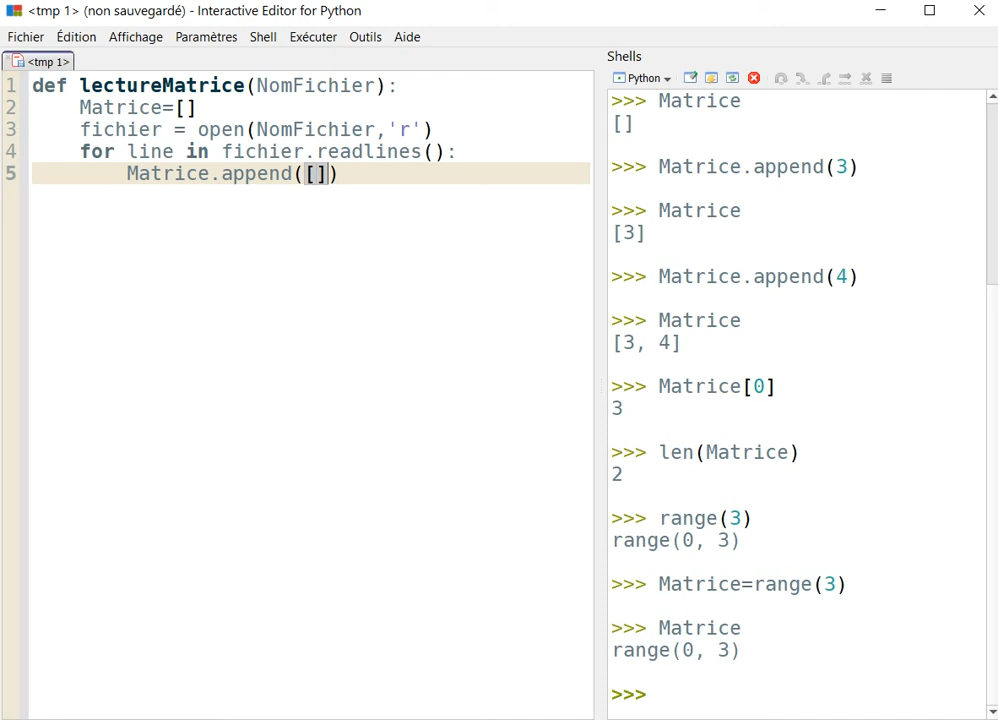 <tmp 1> (non sauvegardé) - Interactive Editor for Python
Fichier Édition Affichage Paramètres Shell Exécuter Outils Aide
<tmp 1>
1 def lectureMatrice(NomFichier):
2     Matrice=[]
3     fichier = open(NomFichier,'r')
4     for line in fichier.readlines():
5         Matrice.append([])
Shells
Python
>>> Matrice
[]
>>> Matrice.append(3)
>>> Matrice
[3]
>>> Matrice.append(4)
>>> Matrice
[3, 4]
>>> Matrice[0]
3
>>> len(Matrice)
2
>>> range(3)
range(0, 3)
>>> Matrice=range(3)
>>> Matrice
range(0, 3)
>>>